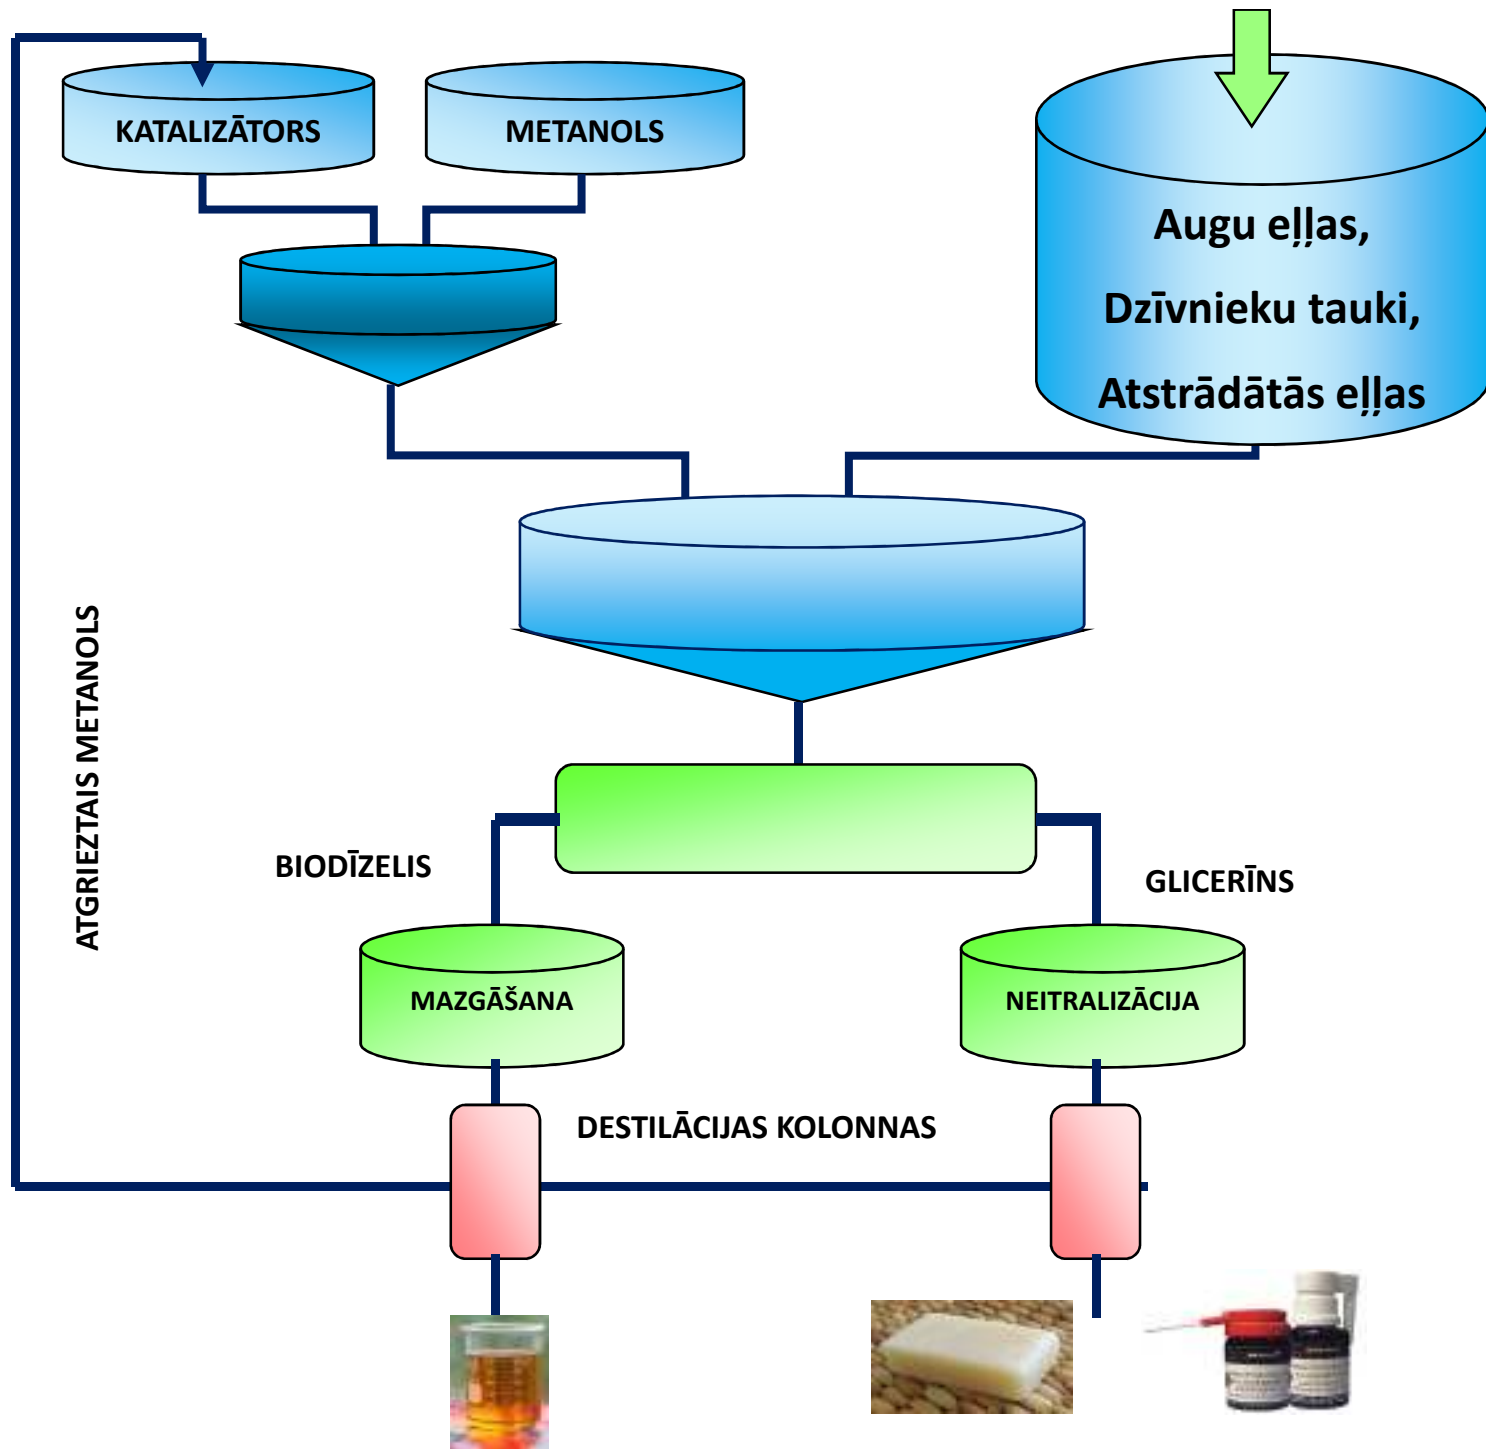 KATALIZĀTORS
METANOLS
Augu eļļas,
Dzīvnieku tauki,
Atstrādātās eļļas
ATGRIEZTAIS METANOLS
BIODĪZELIS
GLICERĪNS
MAZGĀŠANA
NEITRALIZĀCIJA
DESTILĀCIJAS KOLONNAS